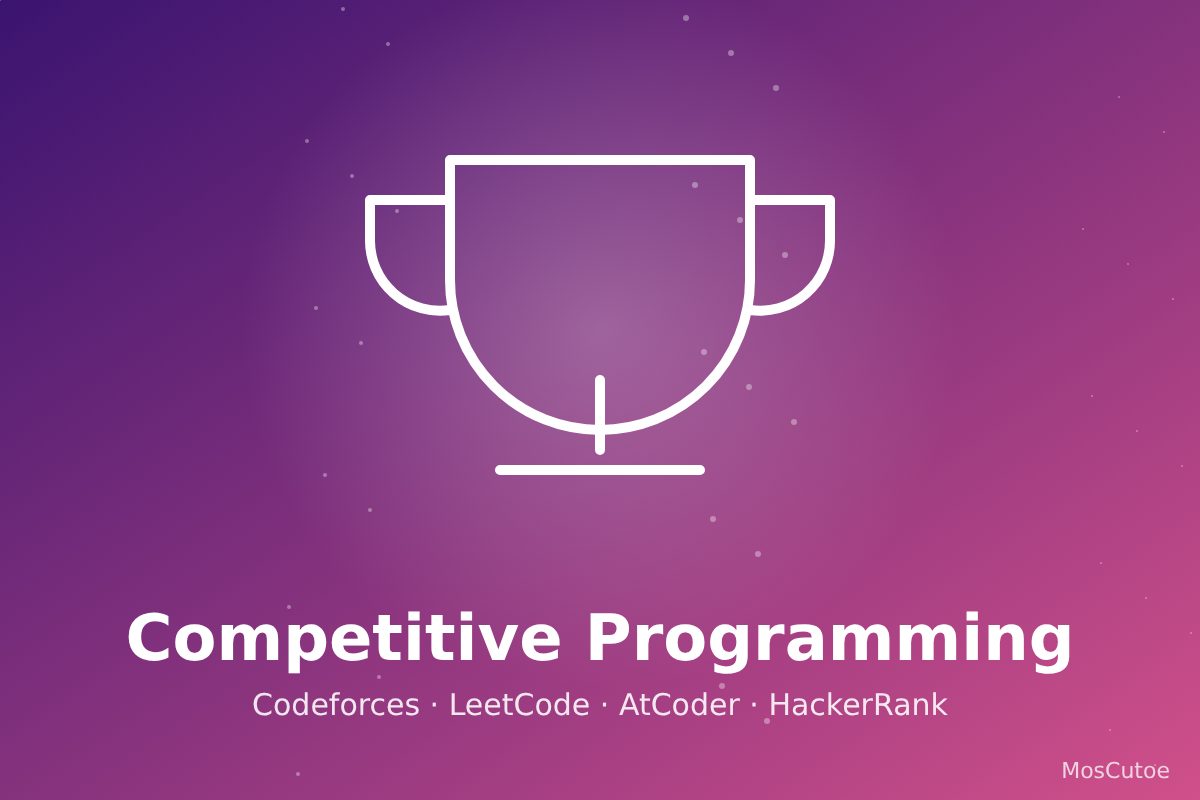 Competitive Programming
Codeforces · LeetCode · AtCoder · HackerRank
MosCutoe